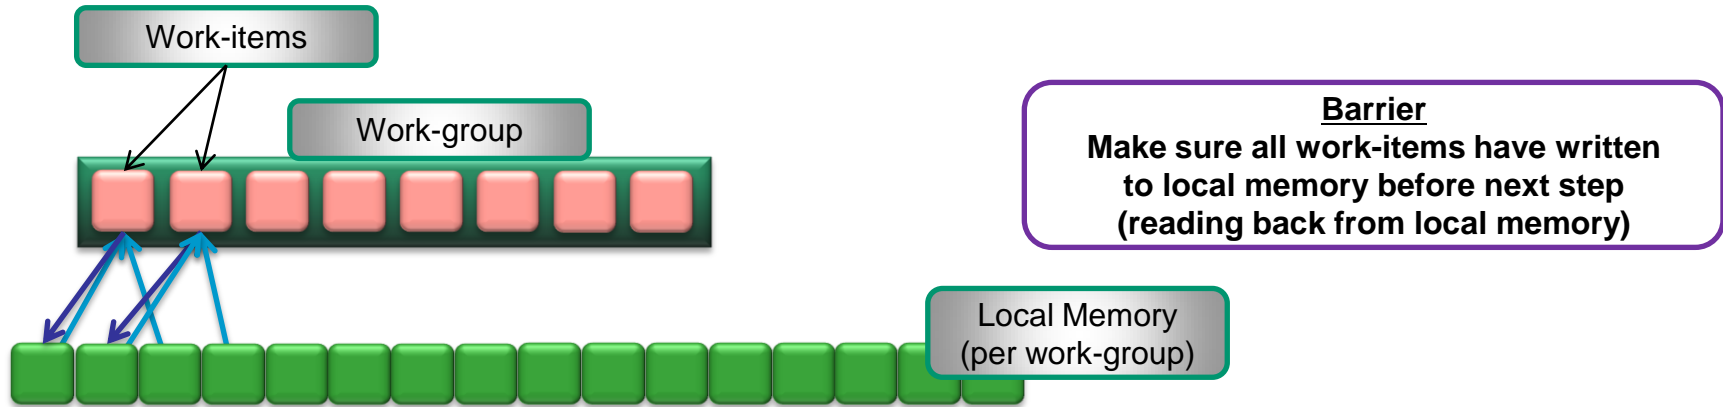 Work-items
Work-group
Barrier
Make sure all work-items have written
to local memory before next step
(reading back from local memory)
Local Memory
(per work-group)